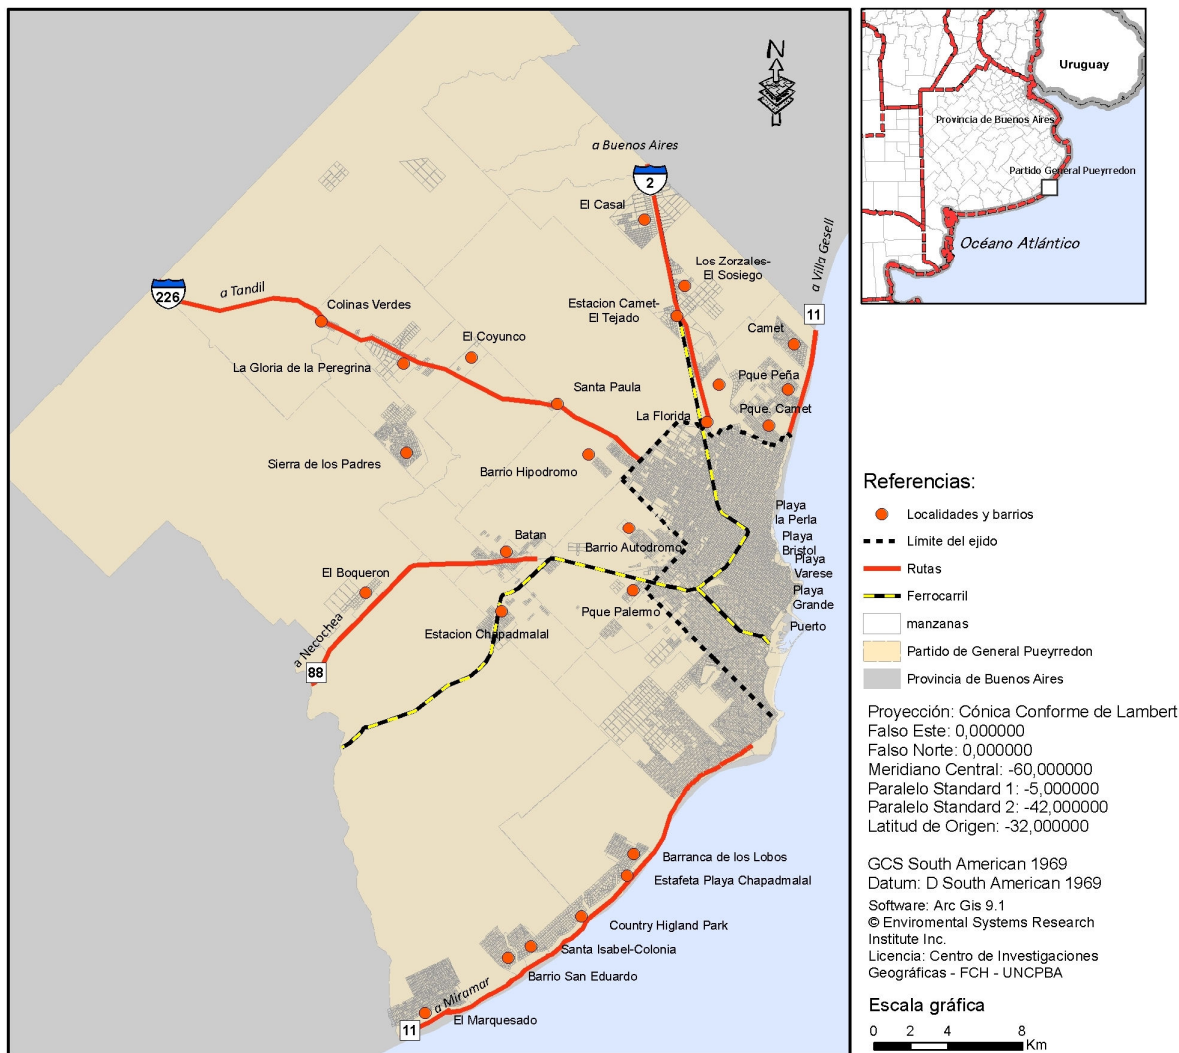 N
a Buenos Aires
2
El Casal
a Villa Gesell
Los Zorzales-
El Sosiego
226
a Tandil
Colinas Verdes
Estacion Camet-
El Tejado
11
Camet
El Coyunco
La Gloria de la Peregrina
Pque Peña
Santa Paula
La Florida
Pque. Camet
Sierra de los Padres
Barrio Hipodromo
Playa
la Perla
Batan
Barrio Autodromo
Playa
Bristol
Playa
Varese
El Boqueron
Pque Palermo
Playa
Grande
Estacion Chapadmalal
Puerto
a Necochea
88
Barranca de los Lobos
Estafeta Playa Chapadmalal
Country Higland Park
Santa Isabel-Colonia
Barrio San Eduardo
a Miramar
El Marquesado
11
Uruguay
Provincia de Buenos Aires
Partido General Pueyrredon
Océano Atlántico
Referencias:
Localidades y barrios
Límite del ejido
Rutas
Ferrocarril
manzanas
Partido de General Pueyrredon
Provincia de Buenos Aires
Proyección: Cónica Conforme de Lambert
Falso Este: 0,000000
Falso Norte: 0,000000
Meridiano Central: -60,000000
Paralelo Standard 1: -5,000000
Paralelo Standard 2: -42,000000
Latitud de Origen: -32,000000
GCS South American 1969
Datum: D South American 1969
Software: Arc Gis 9.1
© Enviromental Systems Research
Institute Inc.
Licencia: Centro de Investigaciones
Geográficas - FCH - UNCPBA
Escala gráfica
0 2 4 8
Km